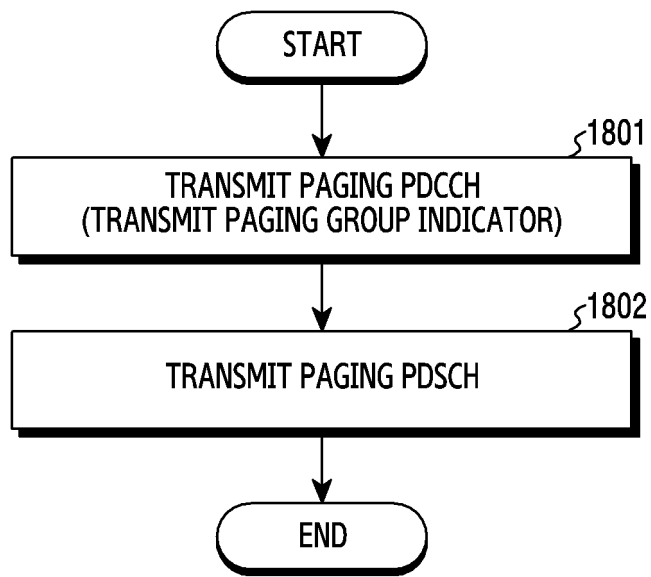 START
1801
TRANSMIT PAGING PDCCH
(TRANSMIT PAGING GROUP INDICATOR)
1802
TRANSMIT PAGING PDSCH
END